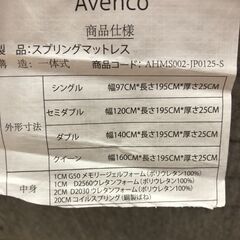 Avenco
商品仕様
製 品：スプリングマットレス
構 造：一体式 商品コード：AHMS002-JP0125-S
外形寸法
シングル 幅97CM*長さ195CM*厚さ25CM
セミダブル 幅120CM*長さ195CM*厚さ25CM
ダブル 幅140CM*長さ195CM*厚さ25CM
クイーン 幅160CM*長さ195CM*厚さ25CM
中身
1CM G50 メモリージェルフォーム (ポリウレタン100%)
1CM D2560ウレタンフォーム (ポリウレタン100%)
2CM D2030 ウレタンフォーム (ポリウレタン100%)
20CM コイルスプリング (鋼製ばね)